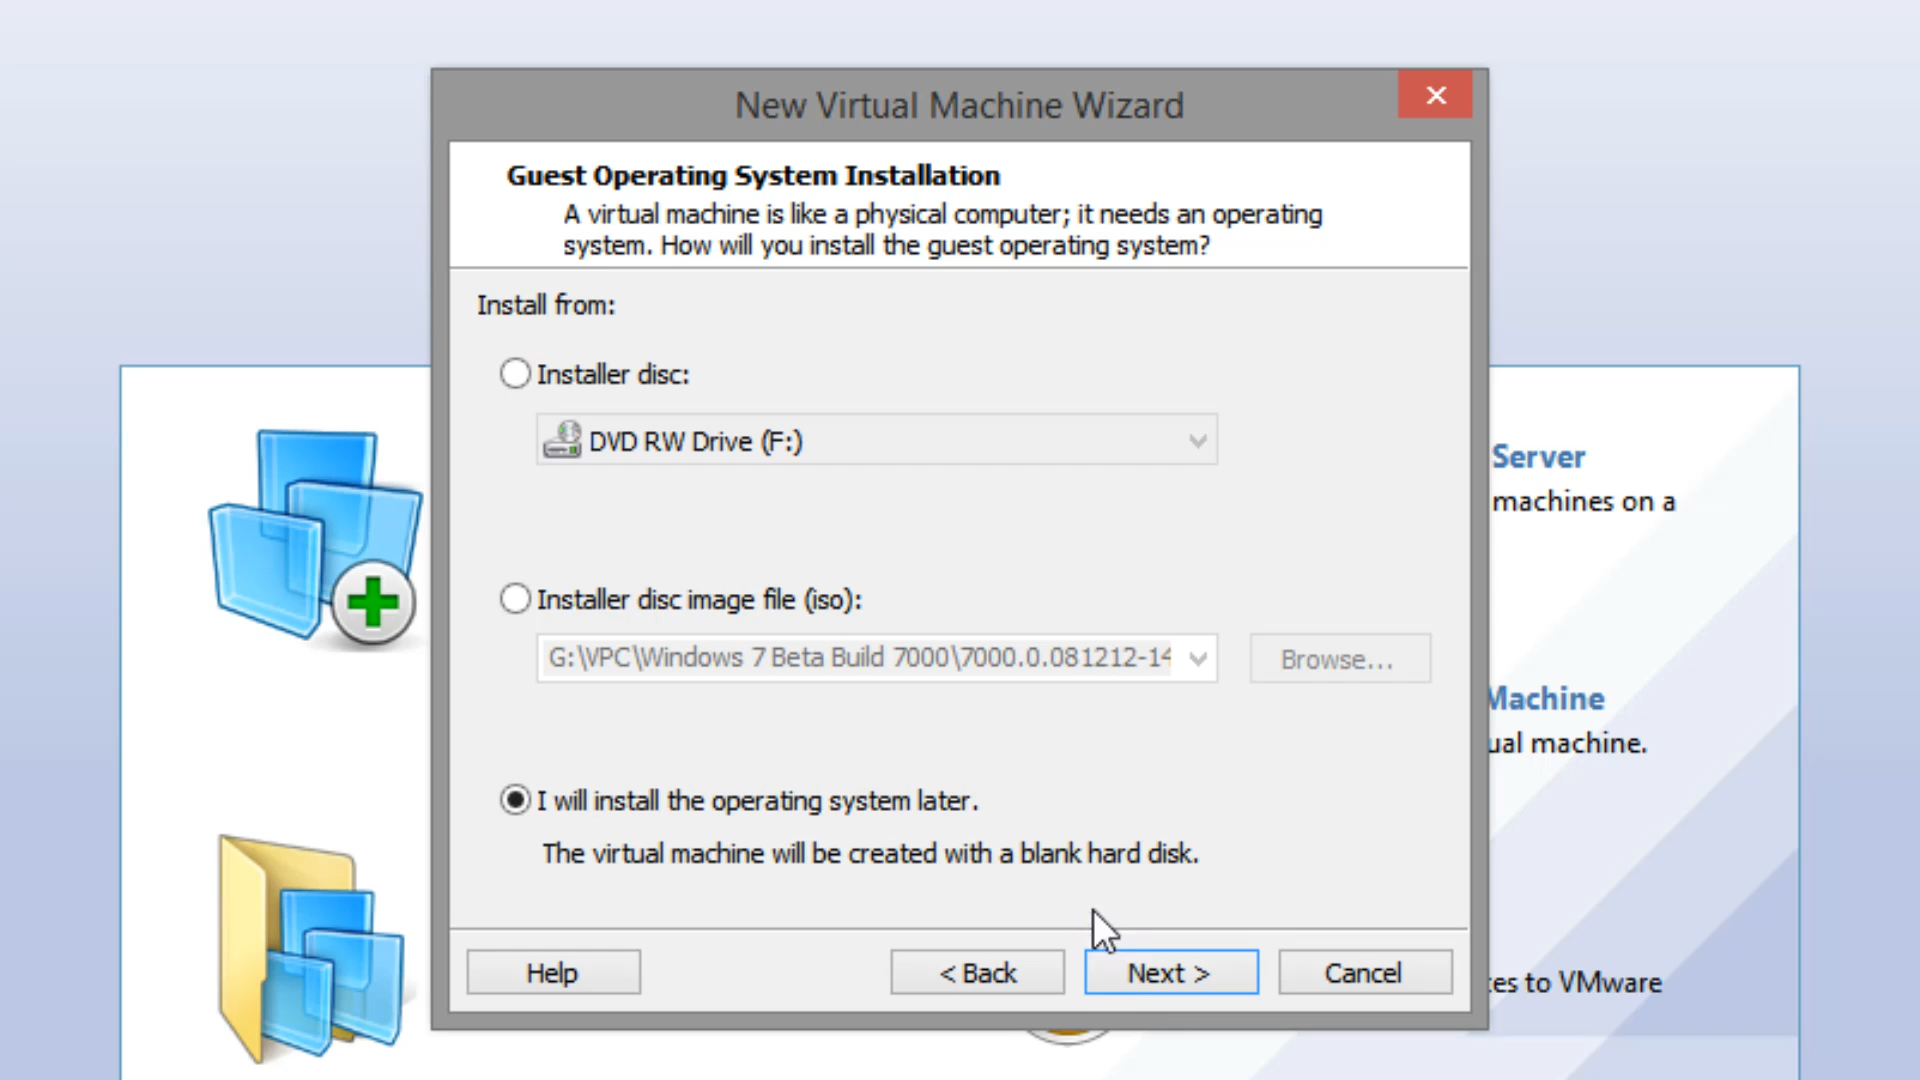 New Virtual Machine Wizard
Guest Operating System Installation
A virtual machine is like a physical computer; it needs an operating
system. How will you install the guest operating system?
Install from:
Installer disc:
DVD RW Drive (F:)
Installer disc image file (iso):
G:\VPC\Windows 7 Beta Build 7000\7000.0.081212-14
Browse...
I will install the operating system later.
The virtual machine will be created with a blank hard disk.
Help
< Back
Next >
Cancel
Server
machines on a
Machine
ual machine.
tes to VMware